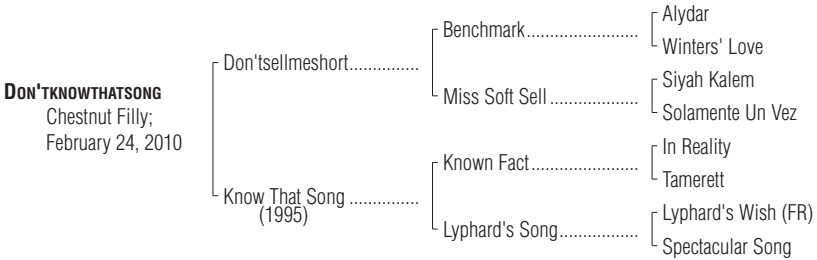 Alydar
Benchmark..........................
Winters' Love
Don'tsellmeshort...............
Siyah Kalem
Miss Soft Sell ....................
Solamente Un Vez
DON'TKNOWTHATSONG
Chestnut Filly;
February 24, 2010
In Reality
Known Fact........................
Tamerett
Know That Song ...............
(1995)
Lyphard's Wish (FR)
Lyphard's Song..................
Spectacular Song